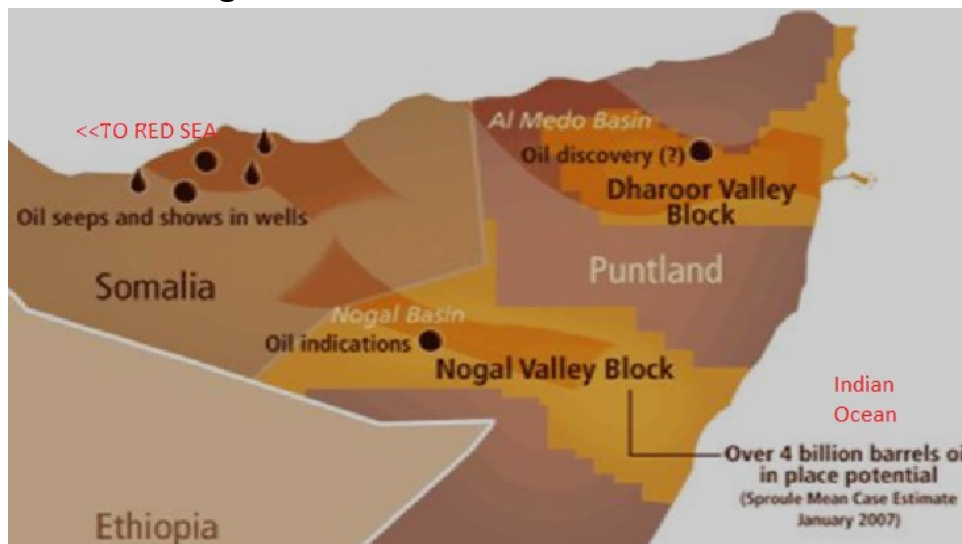 <<TO RED SEA
Al Medo Basin
Oil discovery (?)
Dharoor Valley
Block
Oil seeps and shows in wells
Somalia
Puntland
Nogal Basin
Oil indications
Nogal Valley Block
Indian
Ocean
Over 4 billion barrels oi
in place potential
(Sproule Mean Case Estimate
January 2007)
Ethiopia